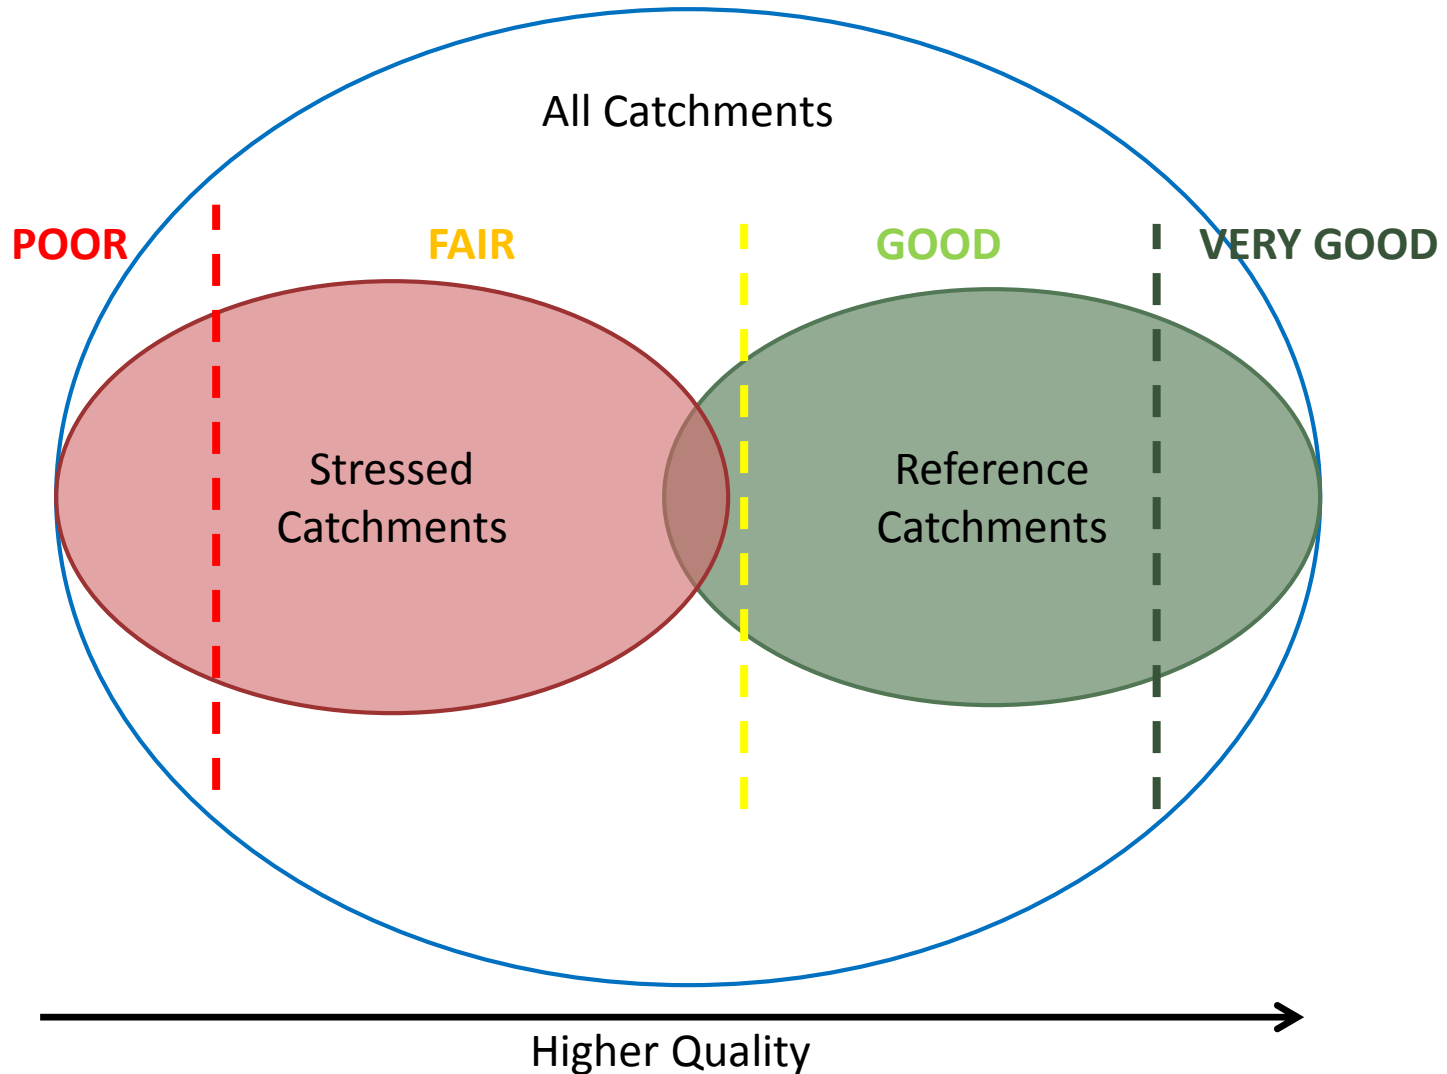 All Catchments
POOR
FAIR
GOOD
VERY GOOD
Stressed
Catchments
Reference
Catchments
Higher Quality